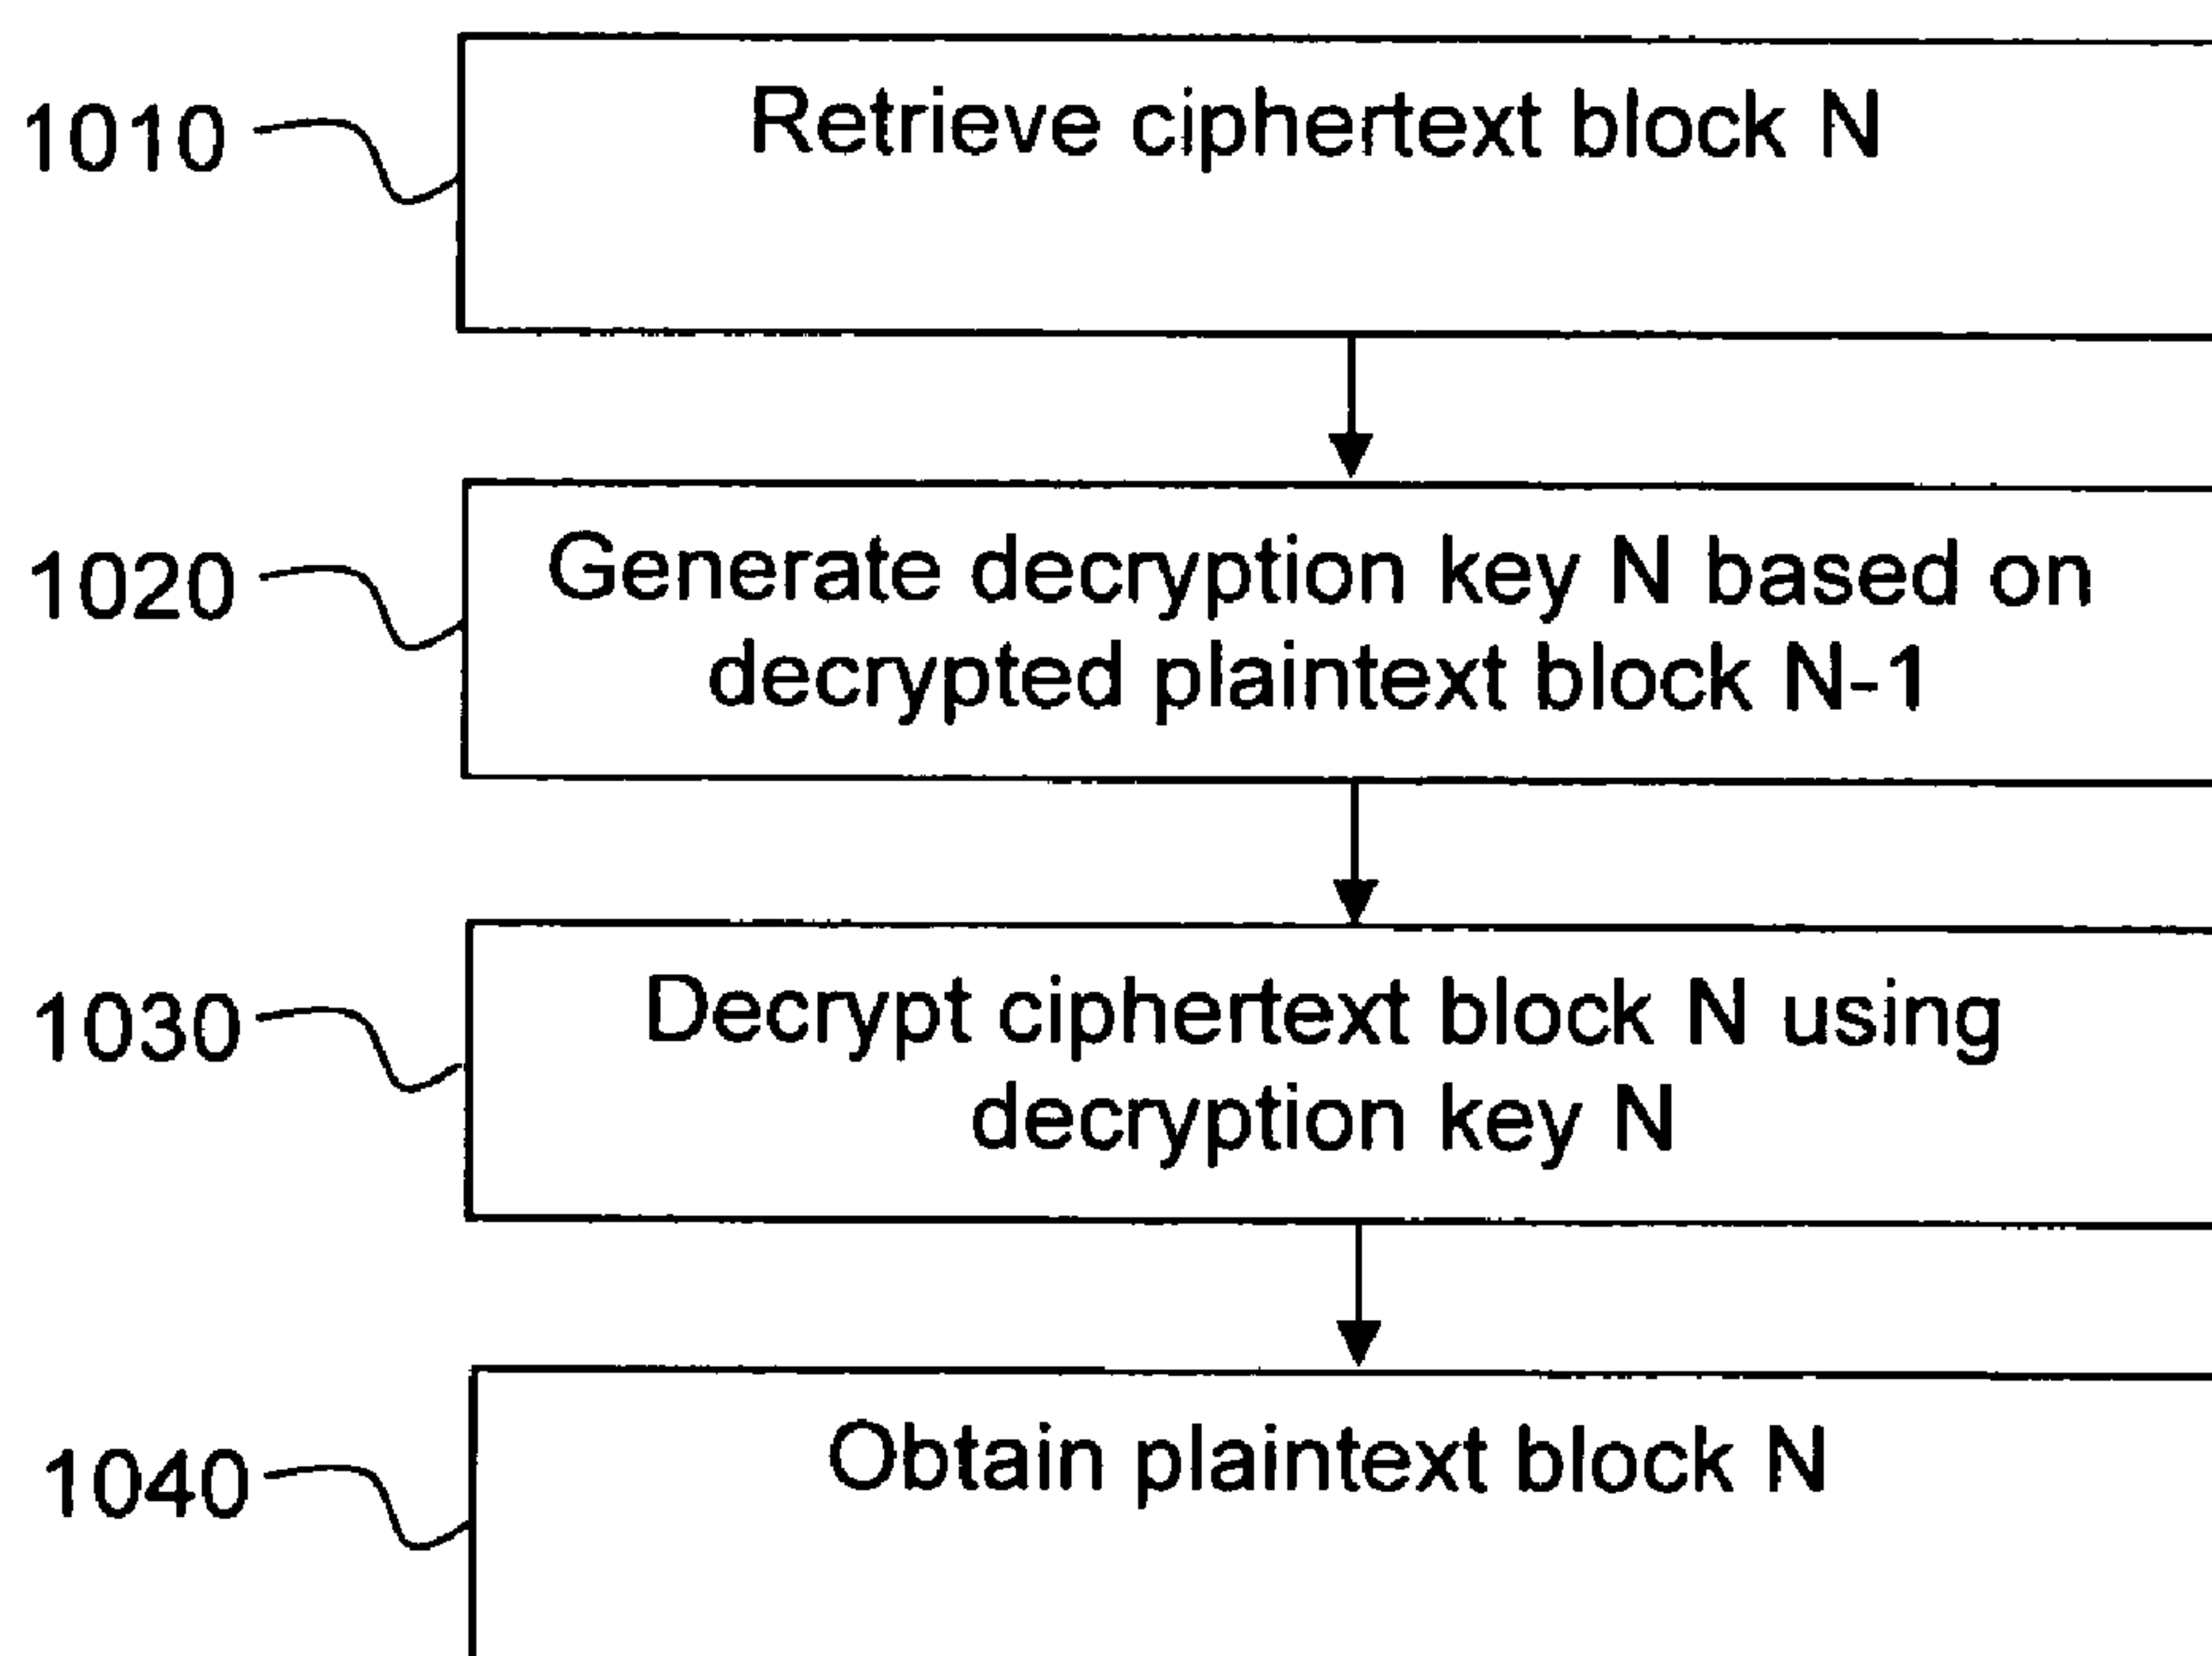 1010
Retrieve ciphertext block N
1020
Generate decryption key N based on
decrypted plaintext block N-1
1030
Decrypt ciphertext block N using
decryption key N
1040
Obtain plaintext block N